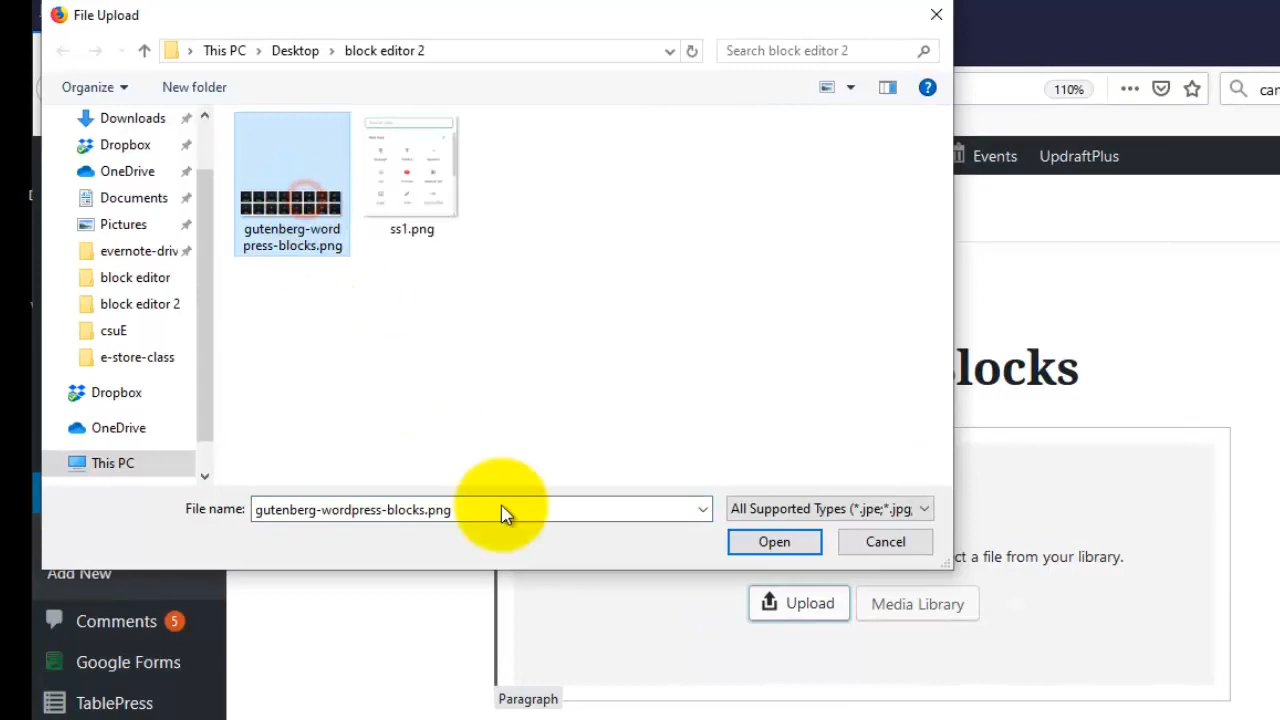 File Upload
This PC
Desktop
block editor 2
Search block editor 2
Organize
New folder
Downloads
Dropbox
OneDrive
Documents
Pictures
evernote-driv
block editor
block editor 2
csuE
e-store-class
Dropbox
OneDrive
This PC
gutenberg-word
press-blocks.png
ss1.png
File name:
gutenberg-wordpress-blocks.png
All Supported Types (*.jpe;*.jpg,
Open
Cancel
110%
can
Events
UpdraftPlus
locks
ct a file from your library.
Upload
Media Library
Paragraph
Add New
Comments 5
Google Forms
TablePress